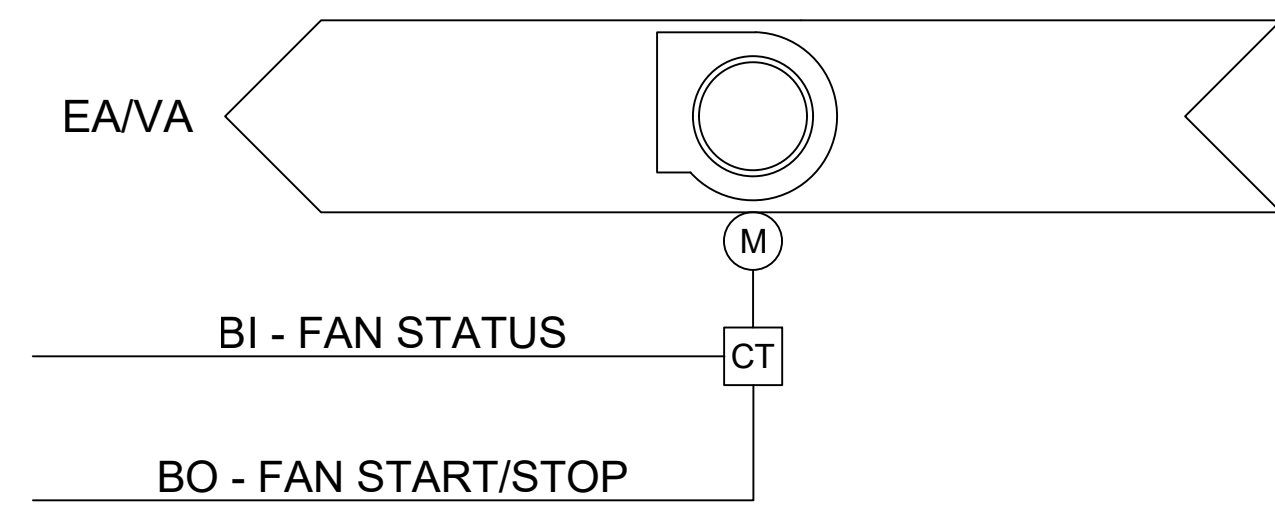 EA/VA
M
BI - FAN STATUS
CT
BO - FAN START/STOP